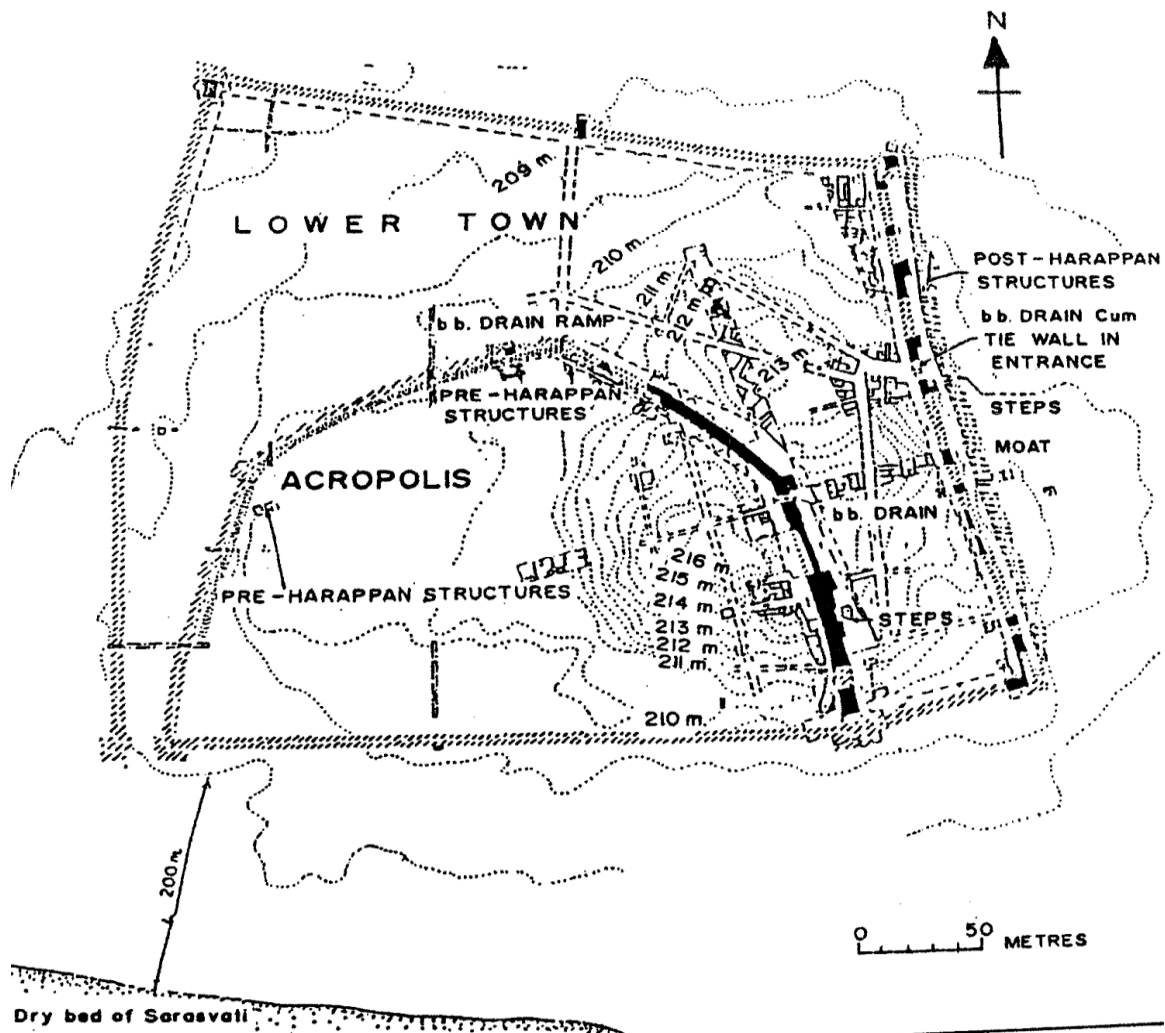 N
209 m.
LOWER TOWN
210 m.
211 m.
212 m
213 m
POST-HARAPPAN
STRUCTURES
bb. DRAIN Cum
TIE WALL IN
ENTRANCE
bb. DRAIN RAMP
PRE-HARAPPAN
STRUCTURES
STEPS
MOAT
ACROPOLIS
bb. DRAIN
PRE-HARAPPAN STRUCTURES
216 m.
215 m.
214 m.
213 m.
212 m
211 m.
STEPS
210 m.
200 m
0 50 METRES
Dry bed of Sarasvati